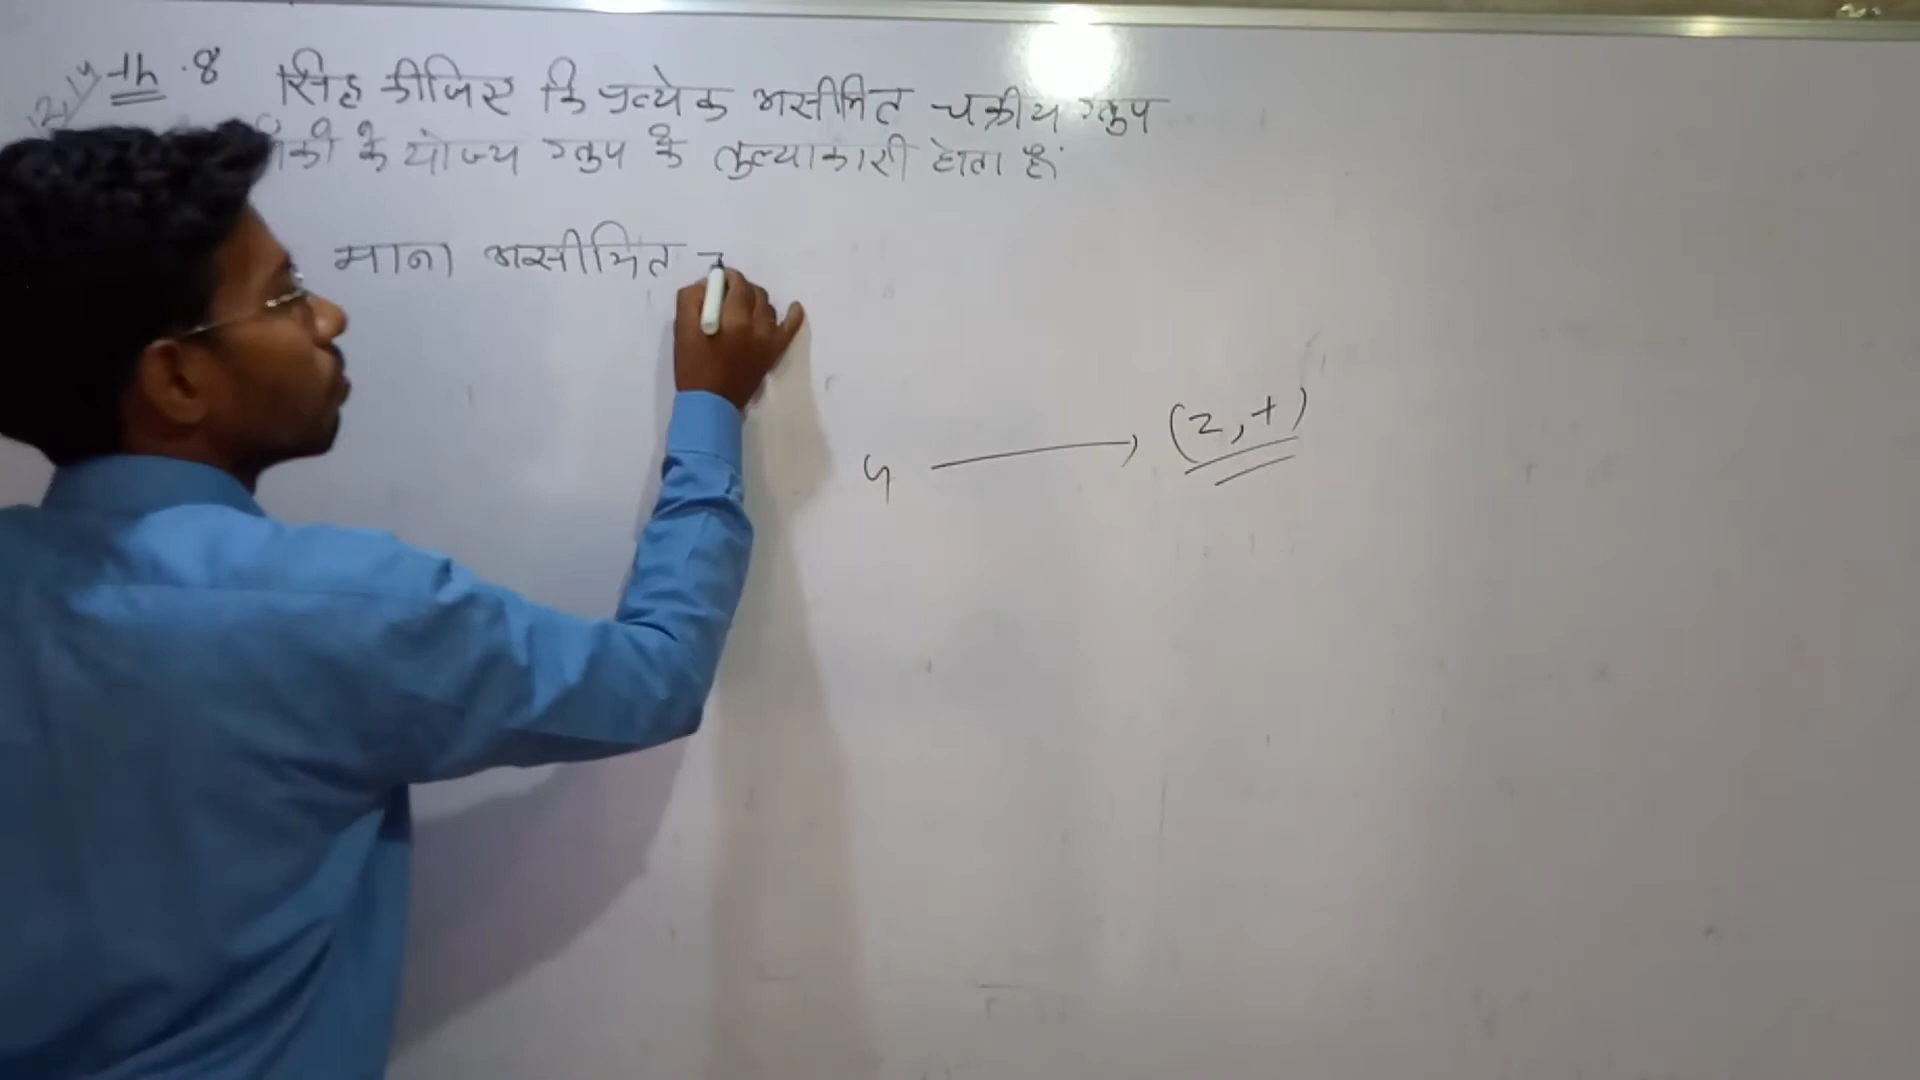 Th.8 सिद्ध कीजिए कि प्रत्येक असीमित चक्रीय ग्रुप
के योज्य ग्रुप के तुल्याकारी होता है
माना असीमित
G → (Z, +)